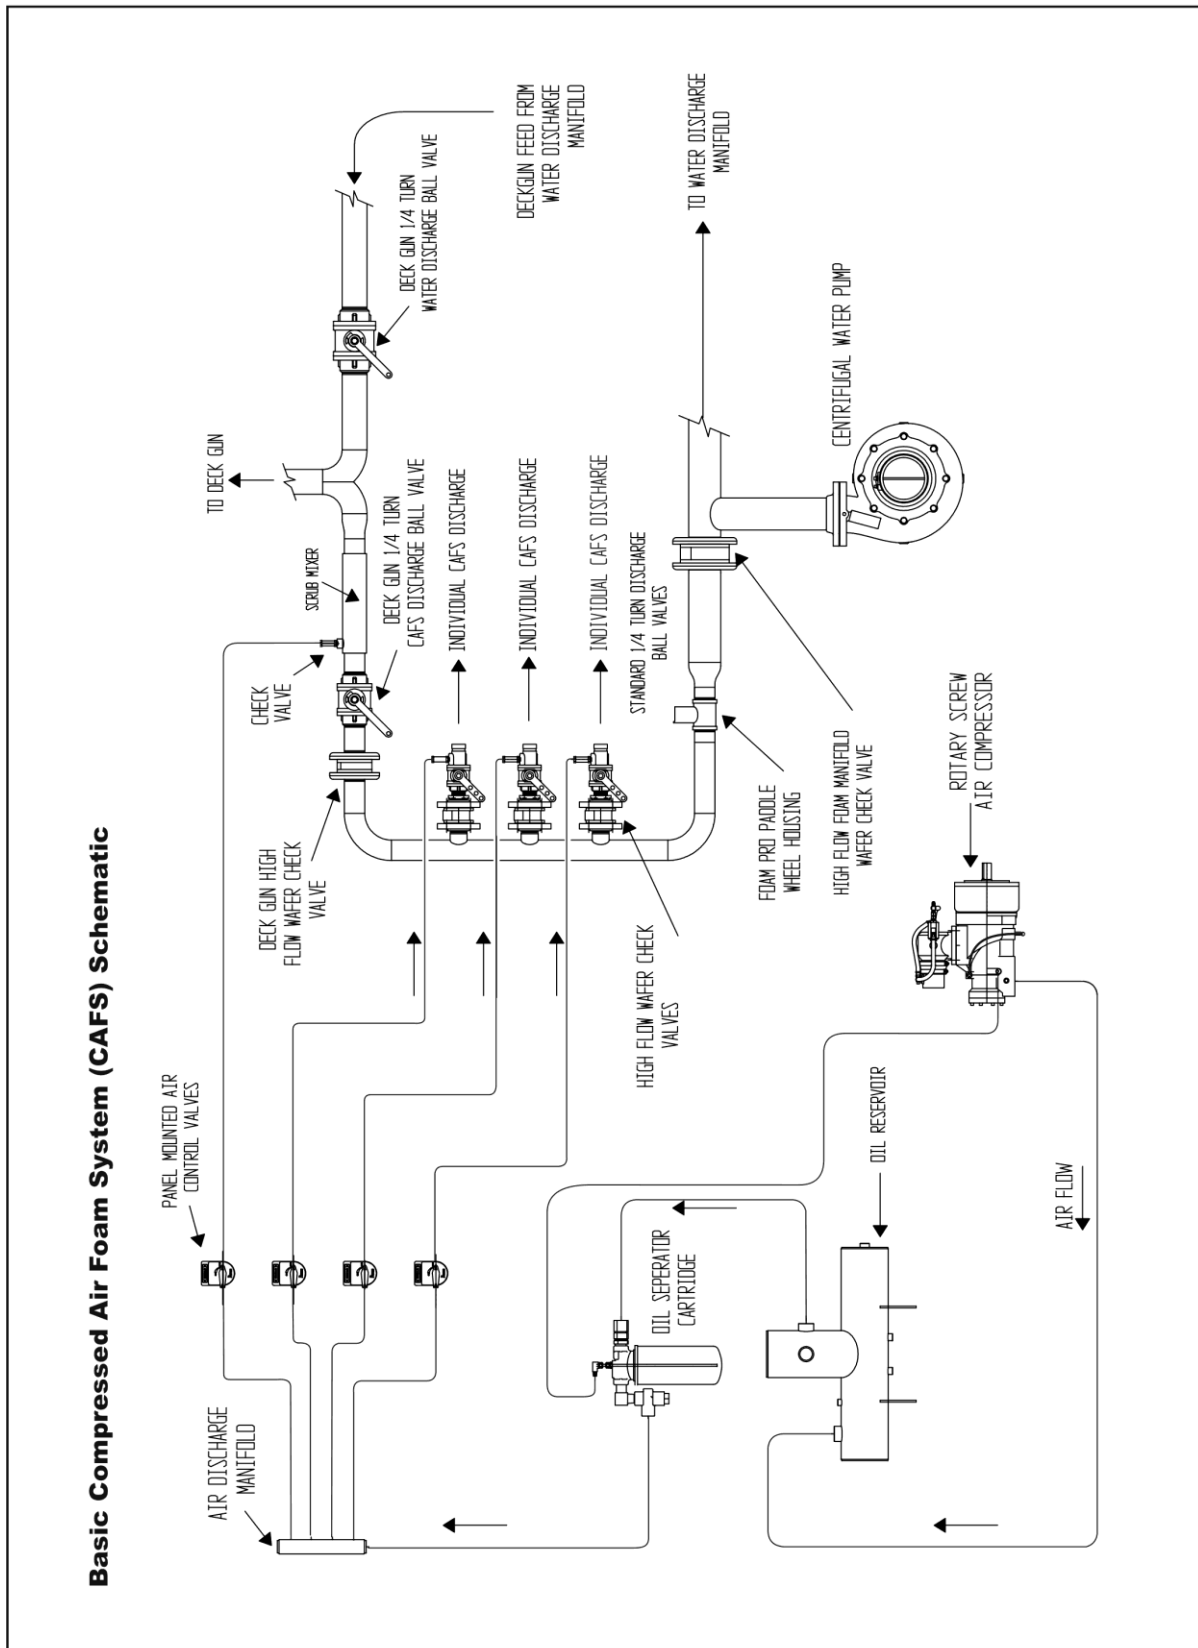 Basic Compressed Air Foam System (CAFS) Schematic
AIR DISCHARGE
MANIFOLD
PANEL MOUNTED AIR
CONTROL VALVES
DECK GUN HIGH
FLOW WAFER CHECK
VALVE
CHECK
VALVE
SCRUB MIXER
TO DECK GUN
DECK GUN 1/4 TURN
CAFS DISCHARGE BALL VALVE
DECK GUN 1/4 TURN
WATER DISCHARGE BALL VALVE
DECKGUN FEED FROM
WATER DISCHARGE
MANIFOLD
INDIVIDUAL CAFS DISCHARGE
INDIVIDUAL CAFS DISCHARGE
INDIVIDUAL CAFS DISCHARGE
STANDARD 1/4 TURN DISCHARGE
BALL VALVES
HIGH FLOW WAFER CHECK
VALVES
TO WATER DISCHARGE
MANIFOLD
FOAM PRO PADDLE
WHEEL HOUSING
HIGH FLOW FOAM MANIFOLD
WAFER CHECK VALVE
CENTRIFUGAL WATER PUMP
OIL SEPERATOR
CARTRIDGE
OIL RESERVOIR
ROTARY SCREW
AIR COMPRESSOR
AIR FLOW